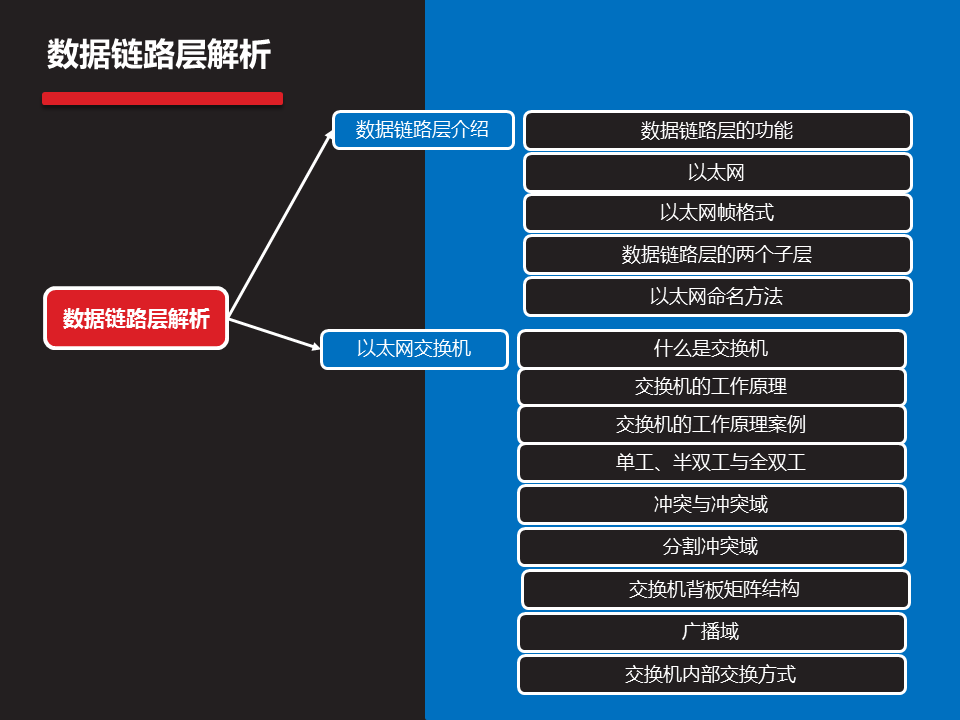 数据链路层解析
数据链路层介绍
数据链路层的功能
以太网
以太网帧格式
数据链路层的两个子层
以太网命名方法
数据链路层解析
以太网交换机
什么是交换机
交换机的工作原理
交换机的工作原理案例
单工、半双工与全双工
冲突与冲突域
分割冲突域
交换机背板矩阵结构
广播域
交换机内部交换方式